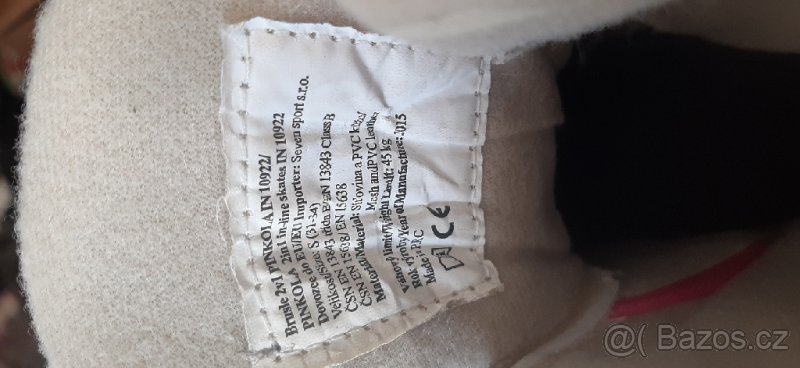 Brusle 2v1 PINKOLA IN 10922/
2in1 in-line skates IN 10922
PINKOLA
Dovozce do EU/EU Importer: Seven sport s.r.o.
Velikost/Size: S (31-34)
ČSN EN 13843 třída B/EN 13843 Class B
ČSN EN 15638/ EN 15638
Materiál/Material: Síťovina a PVC kůže/
Mesh and PVC leather
Váhový limit/Weight Limit: 45 kg
Rok výroby/Year of Manufacture: 2015
Made in PRC
CE
@ Bazos.cz